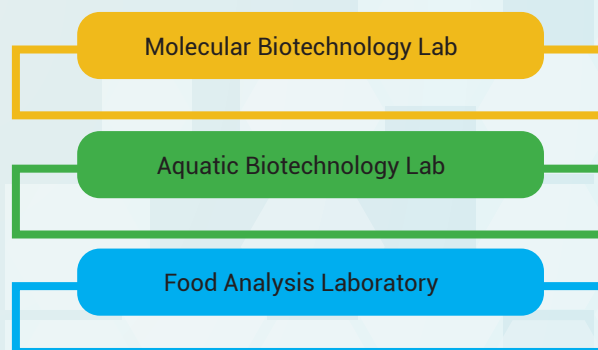 Molecular Biotechnology Lab
Aquatic Biotechnology Lab
Food Analysis Laboratory